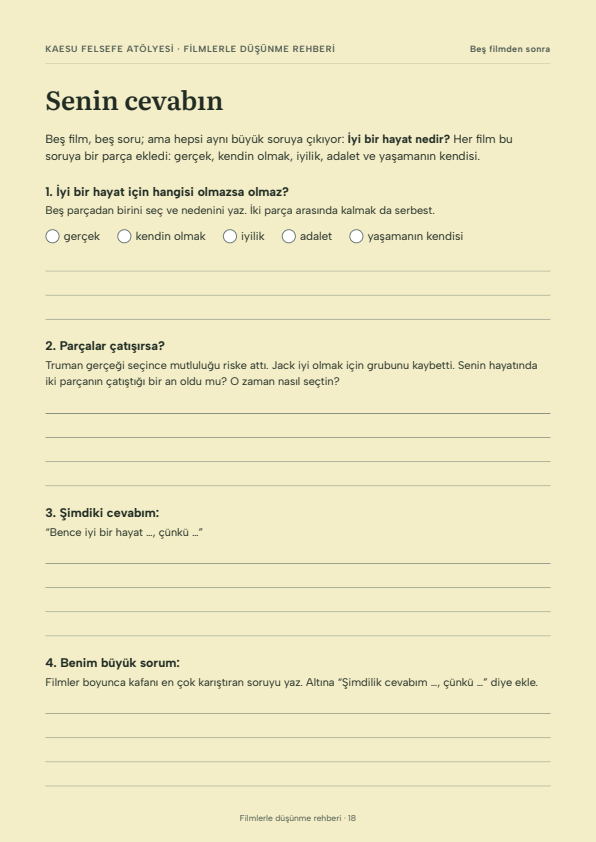 KAESU FELSEFE ATÖLYESİ · FİLMLERLE DÜŞÜNME REHBERİ
Beş filmden sonra
Senin cevabın
Beş film, beş soru; ama hepsi aynı büyük soruya çıkıyor: İyi bir hayat nedir? Her film bu
soruya bir parça ekledi: gerçek, kendin olmak, iyilik, adalet ve yaşamanın kendisi.
1. İyi bir hayat için hangisi olmazsa olmaz?
Beş parçadan birini seç ve nedenini yaz. İki parça arasında kalmak da serbest.
gerçek kendin olmak iyilik adalet yaşamanın kendisi
2. Parçalar çatışırsa?
Truman gerçeği seçince mutluluğu riske attı. Jack iyi olmak için grubunu kaybetti. Senin hayatında
iki parçanın çatıştığı bir an oldu mu? O zaman nasıl seçtin?
3. Şimdiki cevabım:
“Bence iyi bir hayat …, çünkü …”
4. Benim büyük sorum:
Filmler boyunca kafanı en çok karıştıran soruyu yaz. Altına “Şimdilik cevabım …, çünkü …” diye ekle.
Filmlerle düşünme rehberi · 18